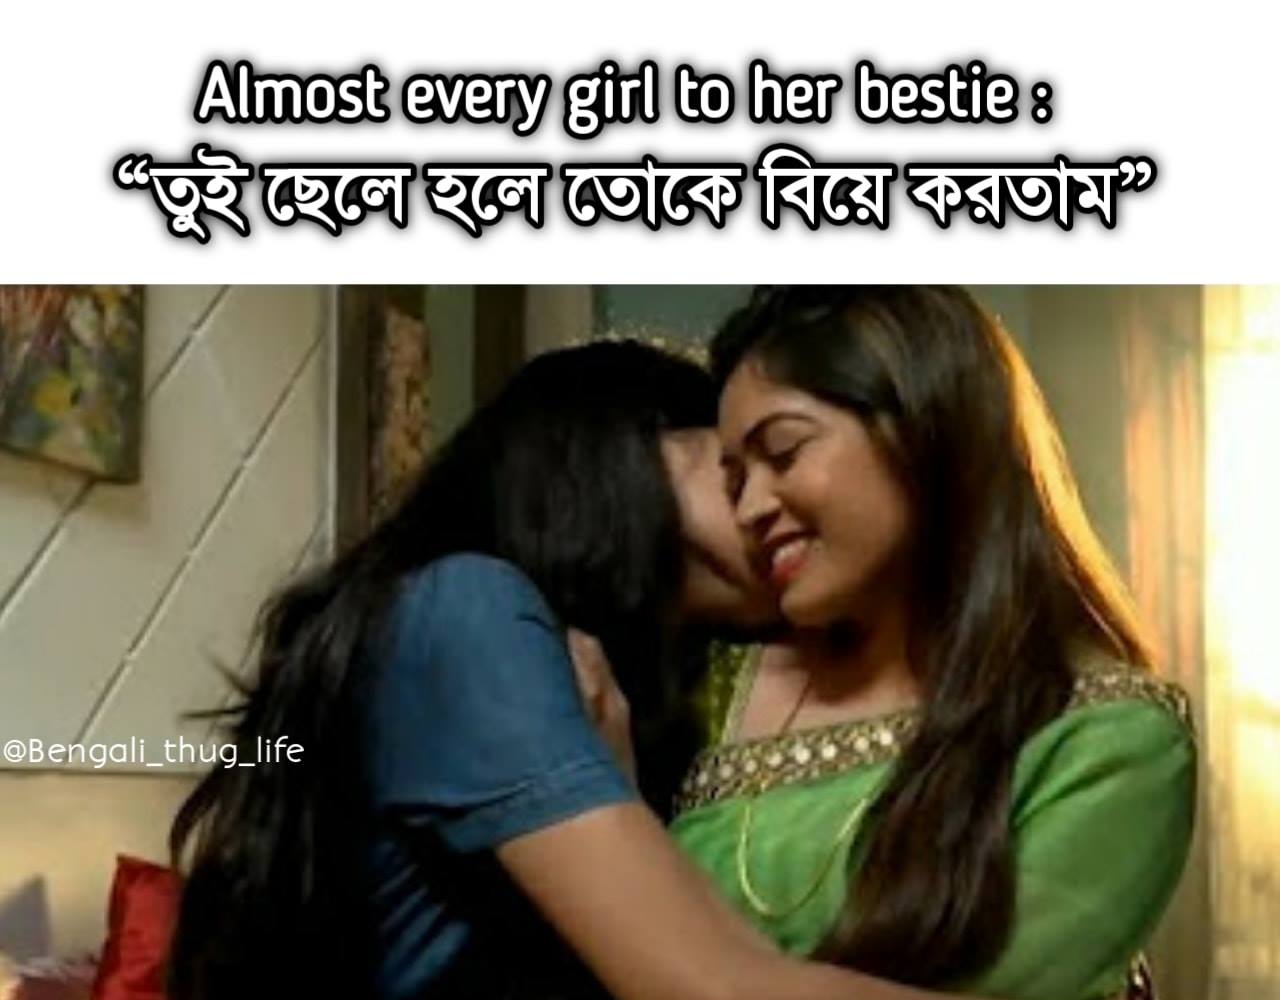 Almost every girl to her bestie :
“তুই ছেলে হলে তোকে বিয়ে করতাম”
@Bengali_thug_life